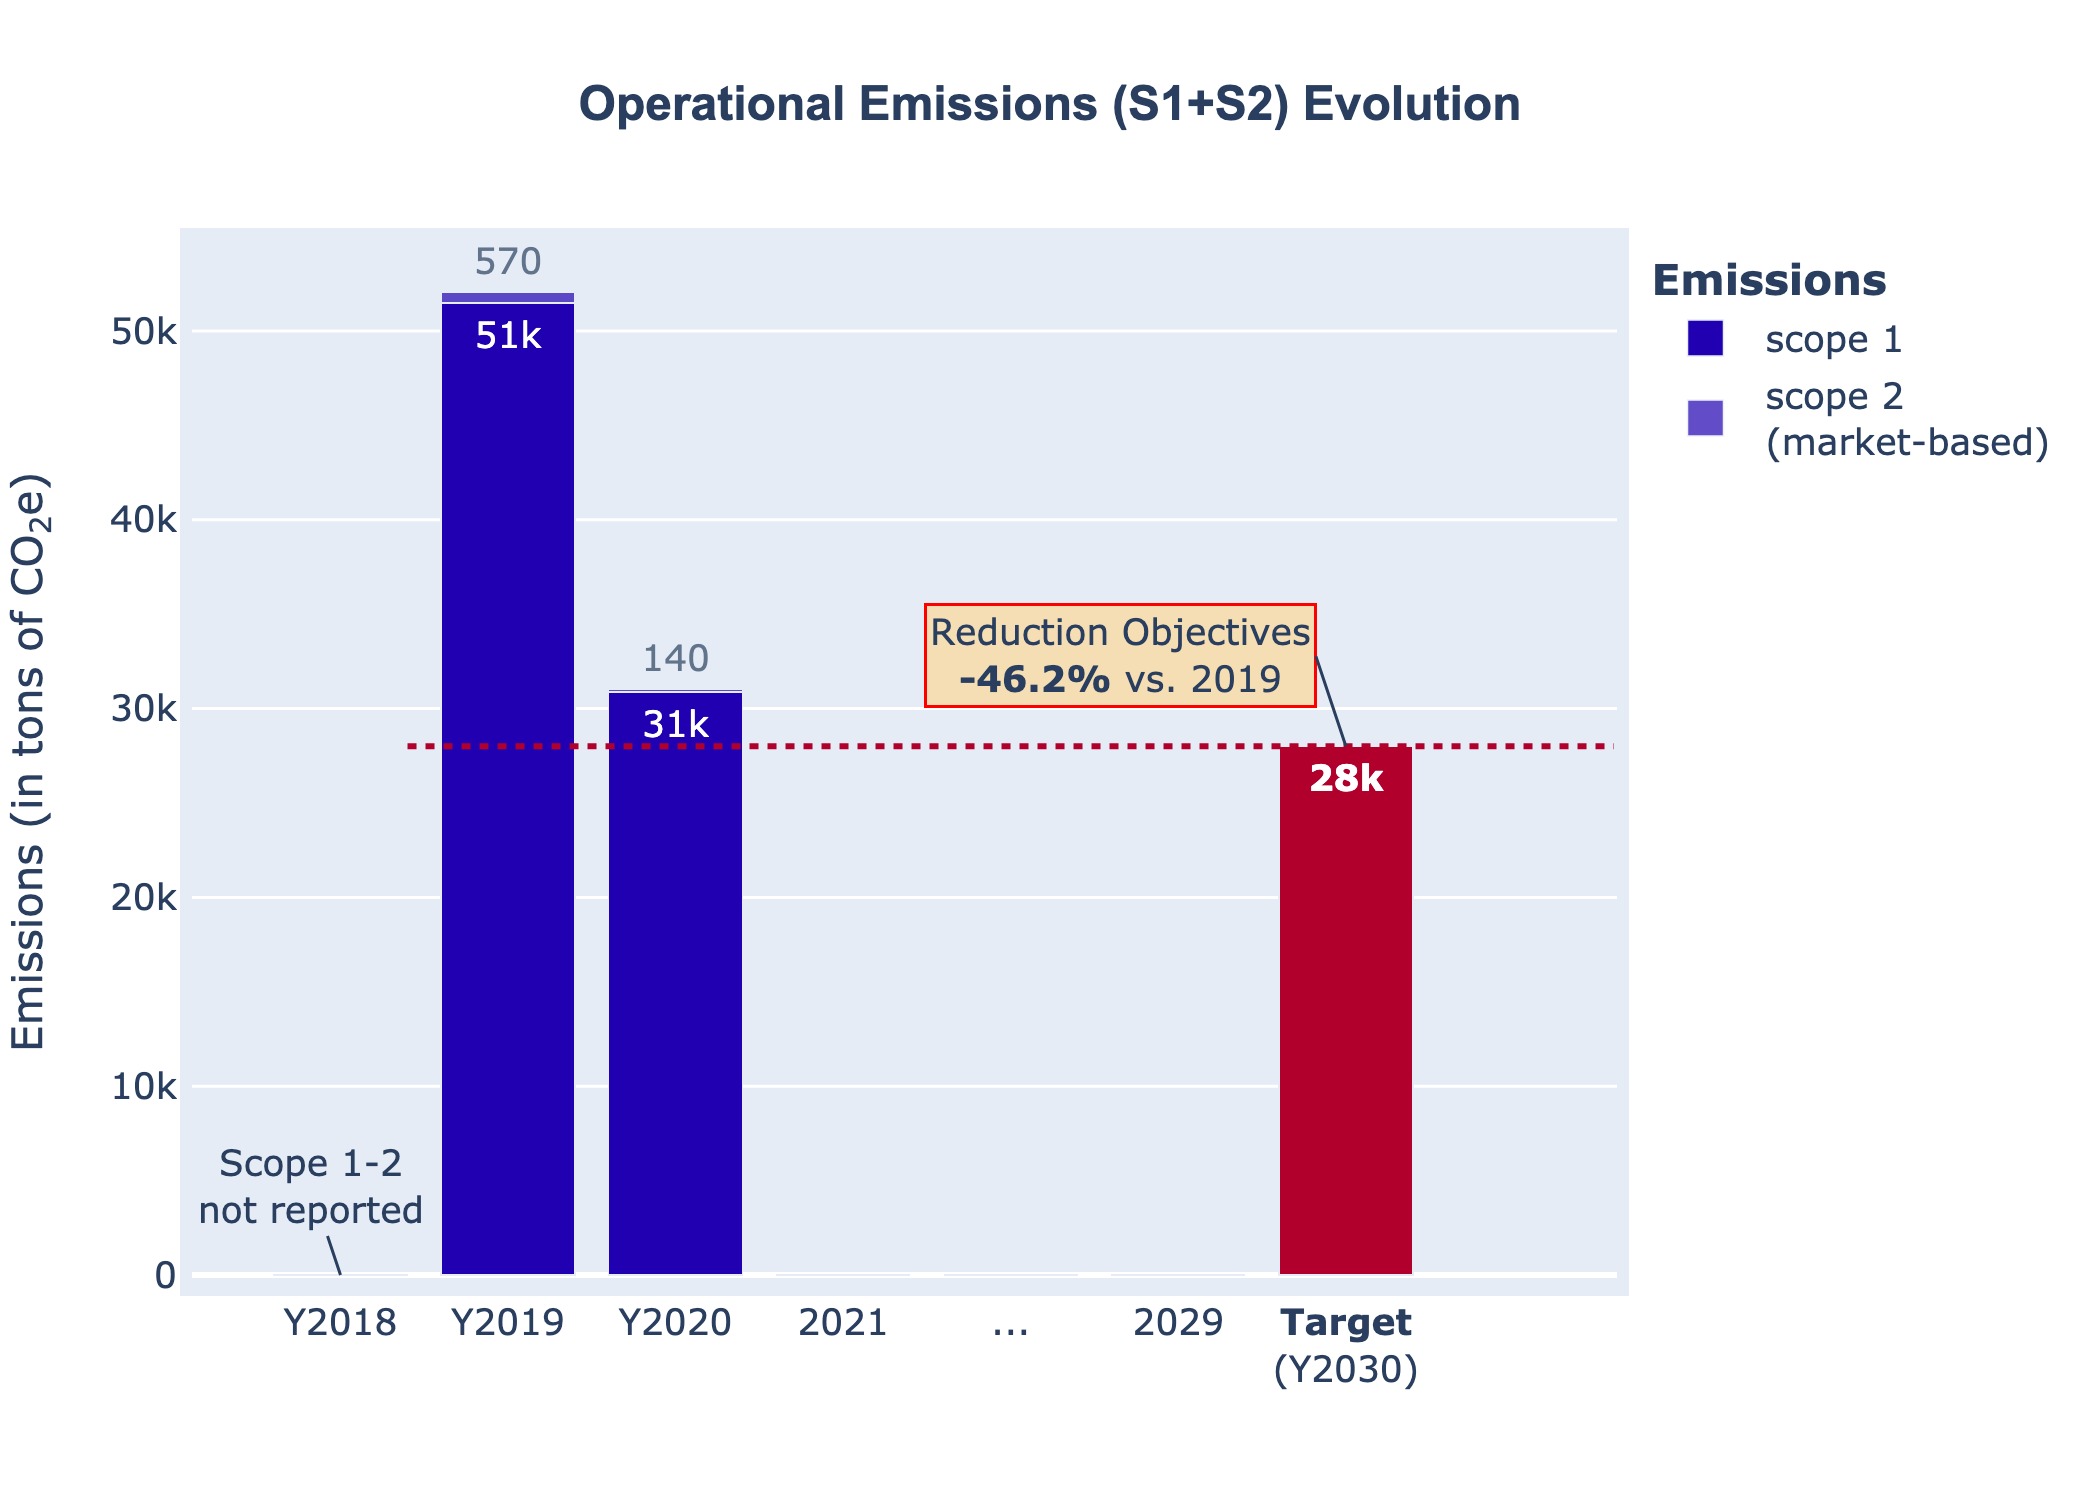 Operational Emissions (S1+S2) Evolution
Emissions (in tons of CO₂e)
50k
40k
30k
20k
10k
0
570
51k
140
31k
Reduction Objectives
-46.2% vs. 2019
28k
Scope 1-2
not reported
Y2018
Y2019
Y2020
2021
...
2029
Target
(Y2030)
Emissions
scope 1
scope 2
(market-based)